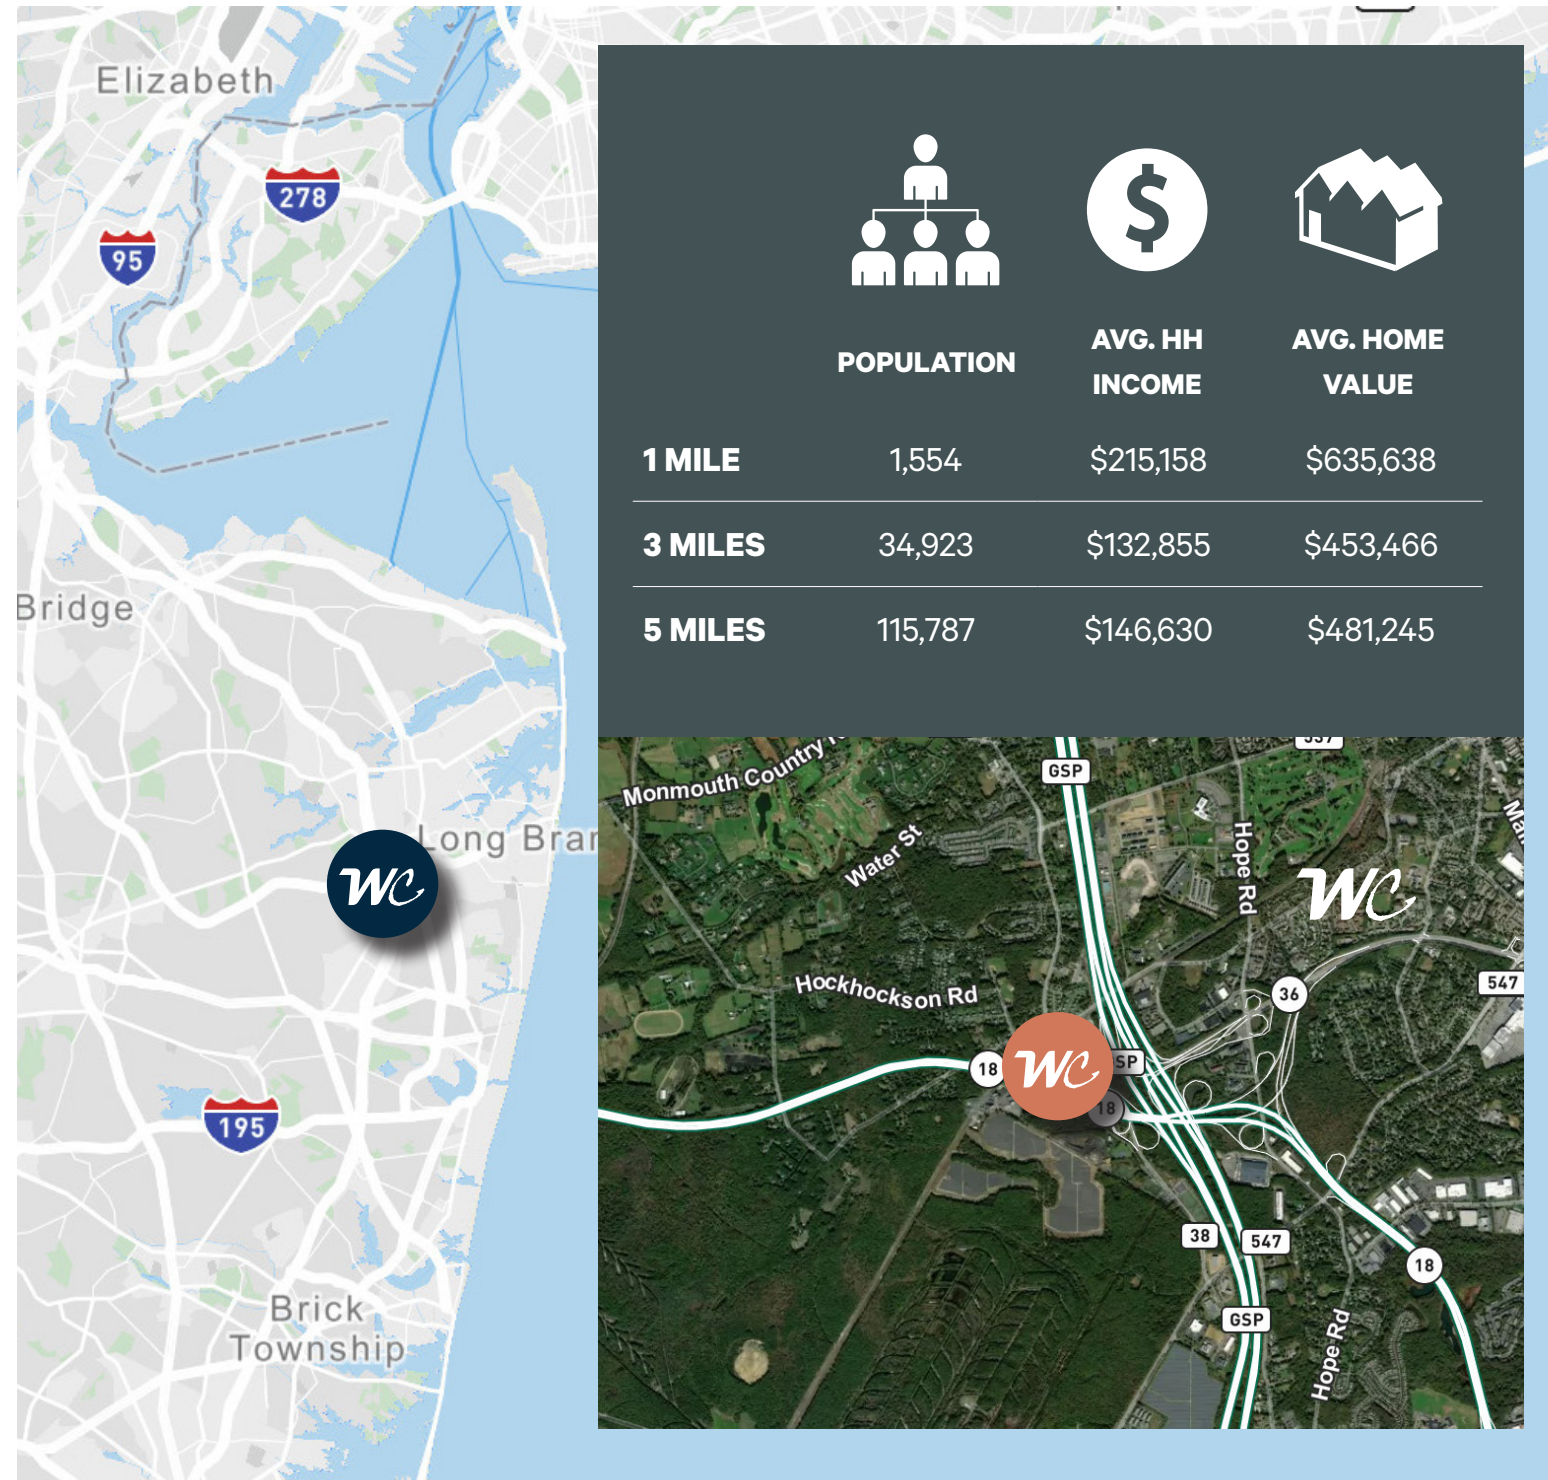 Elizabeth
278
95
Bridge
Long Bran
WC
195
Brick
Township
$
POPULATION
AVG. HH
INCOME
AVG. HOME
VALUE
1 MILE 1,554 $215,158 $635,638
3 MILES 34,923 $132,855 $453,466
5 MILES 115,787 $146,630 $481,245
Monmouth Country
GSP
Water St
Hope Rd
WC
Hockhockson Rd
36
547
18
WC
SP
18
38
547
18
GSP
Hope Rd